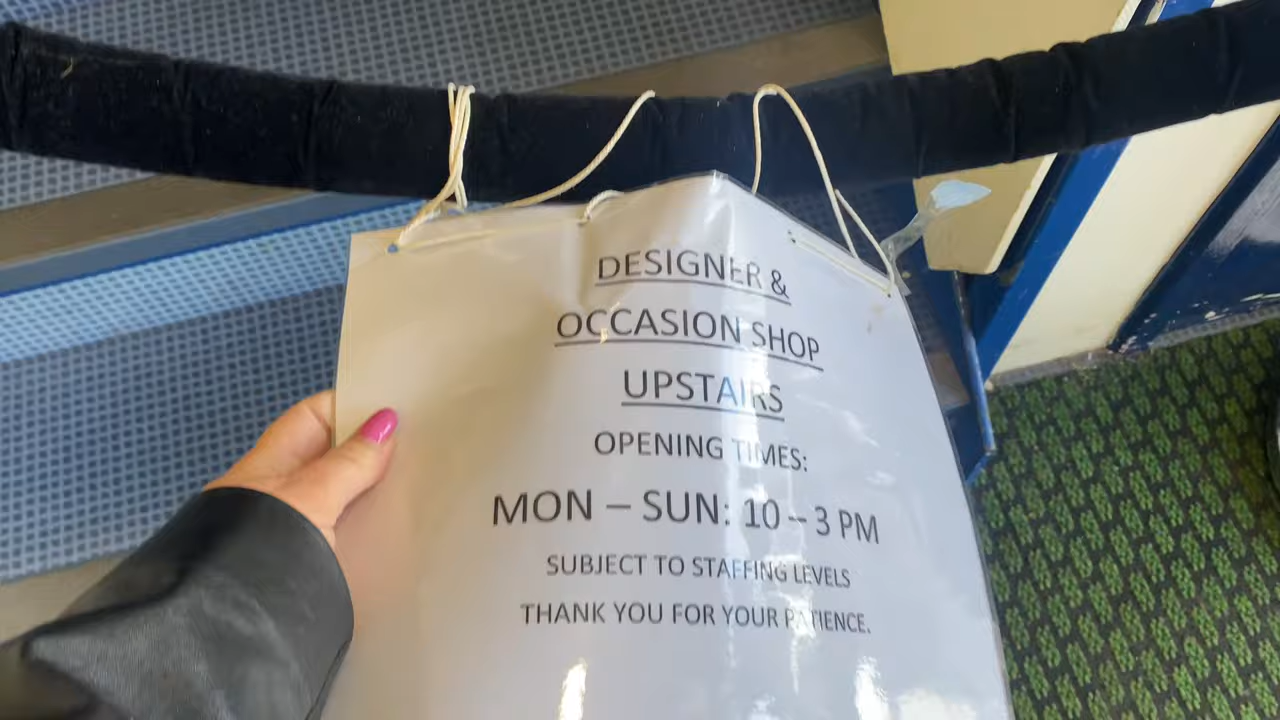 DESIGNER &
OCCASION SHOP
UPSTAIRS
OPENING TIMES:
MON – SUN: 10 – 3 PM
SUBJECT TO STAFFING LEVELS
THANK YOU FOR YOUR PATIENCE.